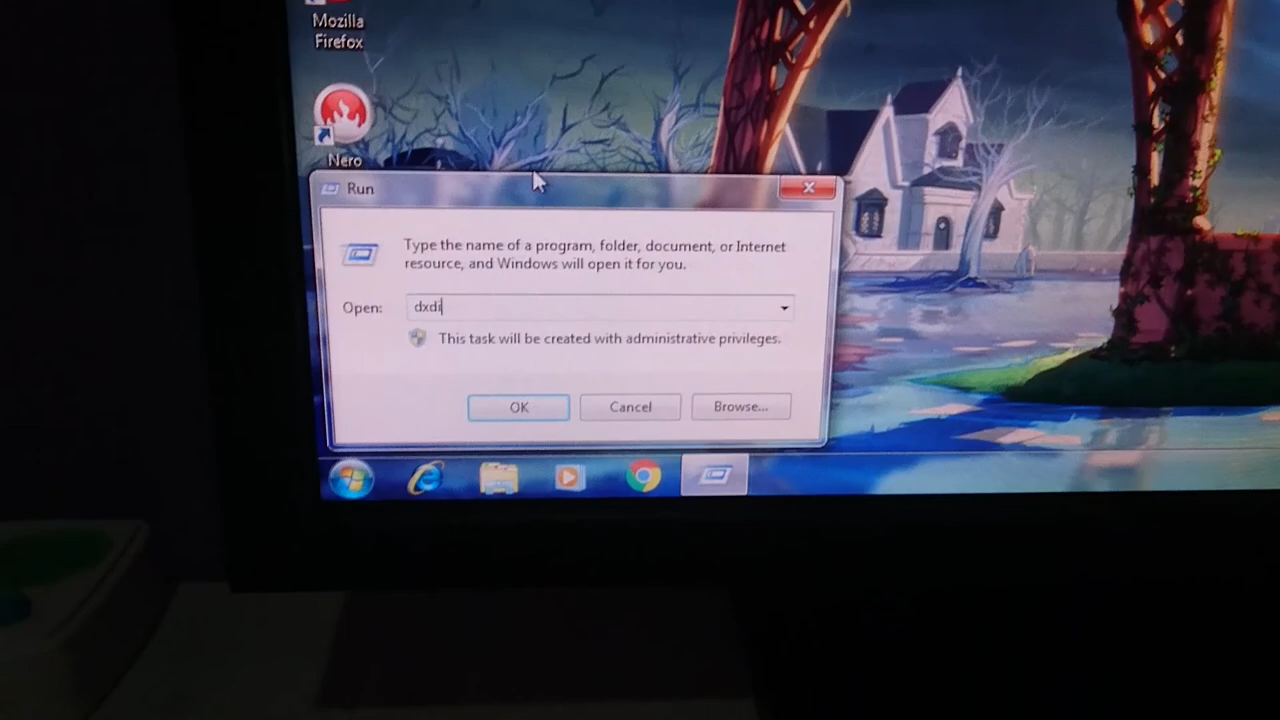 Mozilla
Firefox
Nero
Run
Type the name of a program, folder, document, or Internet
resource, and Windows will open it for you.
Open: dxdi
This task will be created with administrative privileges.
OK Cancel Browse...